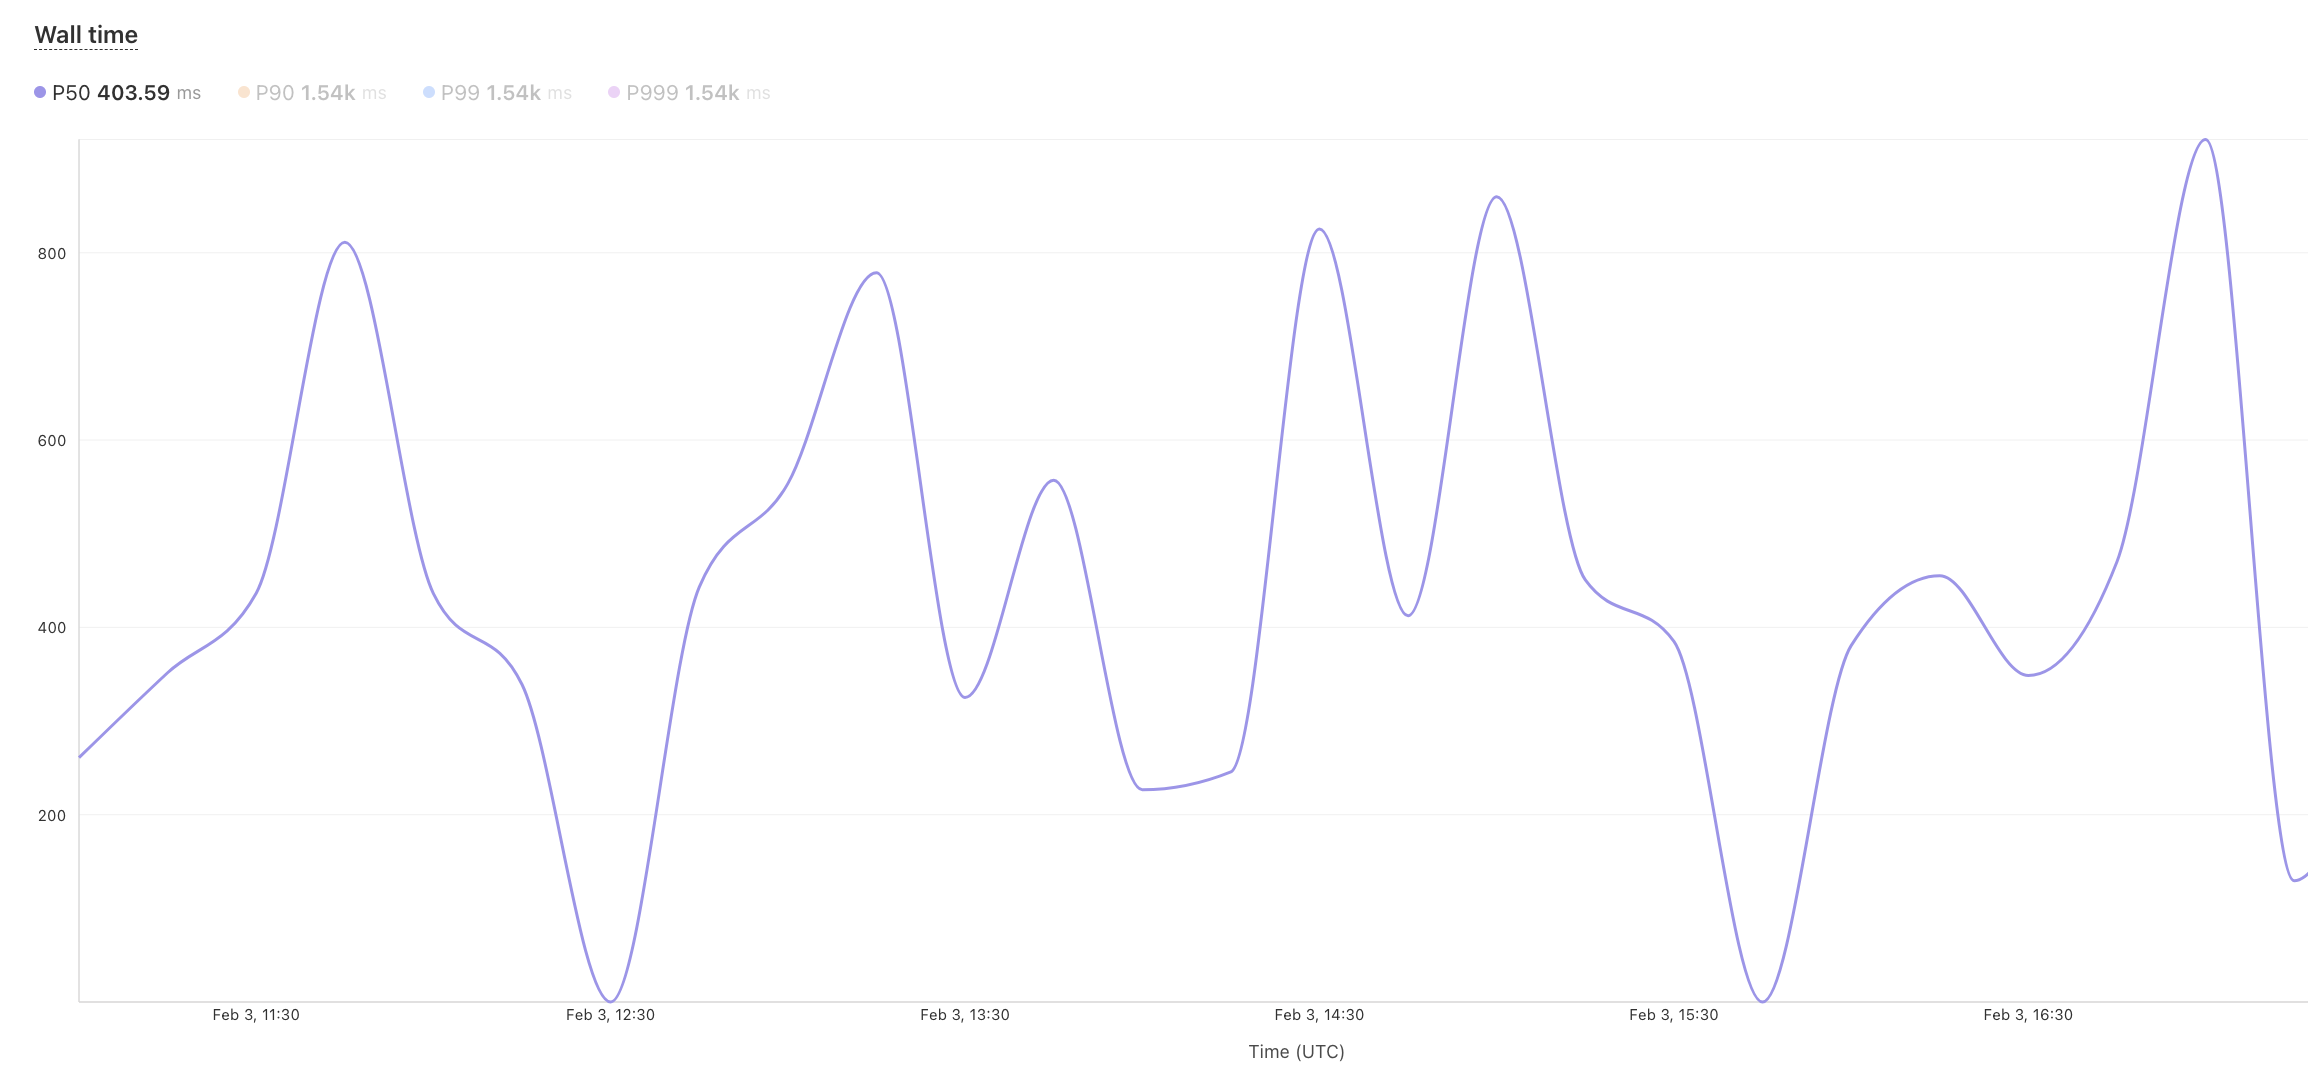 Wall time
P50 403.59 ms P90 1.54k ms P99 1.54k ms P999 1.54k ms
800
600
400
200
Feb 3, 11:30 Feb 3, 12:30 Feb 3, 13:30 Feb 3, 14:30 Feb 3, 15:30 Feb 3, 16:30
Time (UTC)